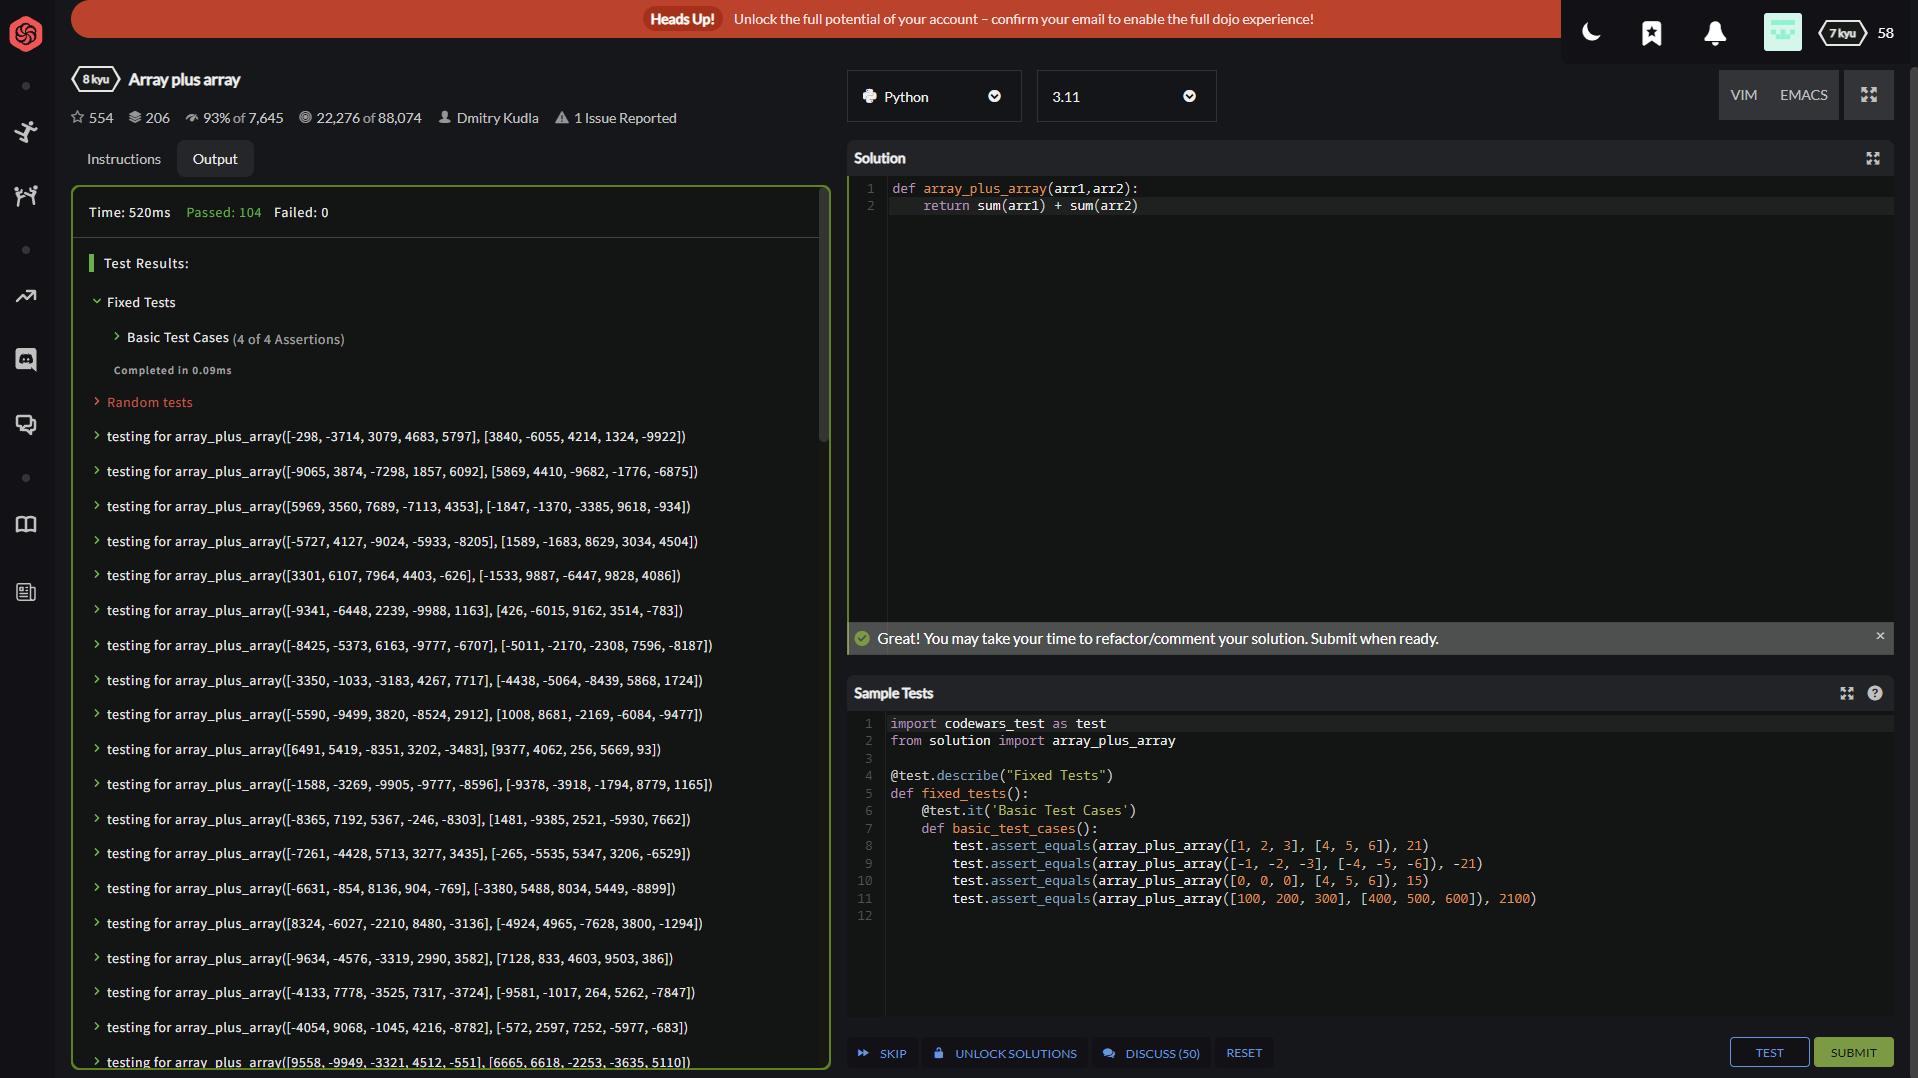 Heads Up! Unlock the full potential of your account – confirm your email to enable the full dojo experience!
7 kyu 58
8 kyu Array plus array
554 206 93% of 7,645 22,276 of 88,074 Dmitry Kudla 1 Issue Reported
Instructions Output
Time: 520ms Passed: 104 Failed: 0
Test Results:
Fixed Tests
Basic Test Cases (4 of 4 Assertions)
Completed in 0.09ms
Random tests
testing for array_plus_array([-298, -3714, 3079, 4683, 5797], [3840, -6055, 4214, 1324, -9922])
testing for array_plus_array([-9065, 3874, -7298, 1857, 6092], [5869, 4410, -9682, -1776, -6875])
testing for array_plus_array([5969, 3560, 7689, -7113, 4353], [-1847, -1370, -3385, 9618, -934])
testing for array_plus_array([-5727, 4127, -9024, -5933, -8205], [1589, -1683, 8629, 3034, 4504])
testing for array_plus_array([3301, 6107, 7964, 4403, -626], [-1533, 9887, -6447, 9828, 4086])
testing for array_plus_array([-9341, -6448, 2239, -9988, 1163], [426, -6015, 9162, 3514, -783])
testing for array_plus_array([-8425, -5373, 6163, -9777, -6707], [-5011, -2170, -2308, 7596, -8187])
testing for array_plus_array([-3350, -1033, -3183, 4267, 7717], [-4438, -5064, -8439, 5868, 1724])
testing for array_plus_array([-5590, -9499, 3820, -8524, 2912], [1008, 8681, -2169, -6084, -9477])
testing for array_plus_array([6491, 5419, -8351, 3202, -3483], [9377, 4062, 256, 5669, 93])
testing for array_plus_array([-1588, -3269, -9905, -9777, -8596], [-9378, -3918, -1794, 8779, 1165])
testing for array_plus_array([-8365, 7192, 5367, -246, -8303], [1481, -9385, 2521, -5930, 7662])
testing for array_plus_array([-7261, -4428, 5713, 3277, 3435], [-265, -5535, 5347, 3206, -6529])
testing for array_plus_array([-6631, -854, 8136, 904, -769], [-3380, 5488, 8034, 5449, -8899])
testing for array_plus_array([8324, -6027, -2210, 8480, -3136], [-4924, 4965, -7628, 3800, -1294])
testing for array_plus_array([-9634, -4576, -3319, 2990, 3582], [7128, 833, 4603, 9503, 386])
testing for array_plus_array([-4133, 7778, -3525, 7317, -3724], [-9581, -1017, 264, 5262, -7847])
testing for array_plus_array([-4054, 9068, -1045, 4216, -8782], [-572, 2597, 7252, -5977, -683])
testing for array_plus_array([9558, -9949, -3321, 4512, -551], [6665, 6618, -2253, -3635, 5110])
Python 3.11 VIM EMACS
Solution
1 def array_plus_array(arr1,arr2):
2 return sum(arr1) + sum(arr2)
Great! You may take your time to refactor/comment your solution. Submit when ready. ×
Sample Tests ?
1 import codewars_test as test
2 from solution import array_plus_array
3
4 @test.describe("Fixed Tests")
5 def fixed_tests():
6 @test.it('Basic Test Cases')
7 def basic_test_cases():
8 test.assert_equals(array_plus_array([1, 2, 3], [4, 5, 6]), 21)
9 test.assert_equals(array_plus_array([-1, -2, -3], [-4, -5, -6]), -21)
10 test.assert_equals(array_plus_array([0, 0, 0], [4, 5, 6]), 15)
11 test.assert_equals(array_plus_array([100, 200, 300], [400, 500, 600]), 2100)
12
SKIP UNLOCK SOLUTIONS DISCUSS (50) RESET TEST SUBMIT